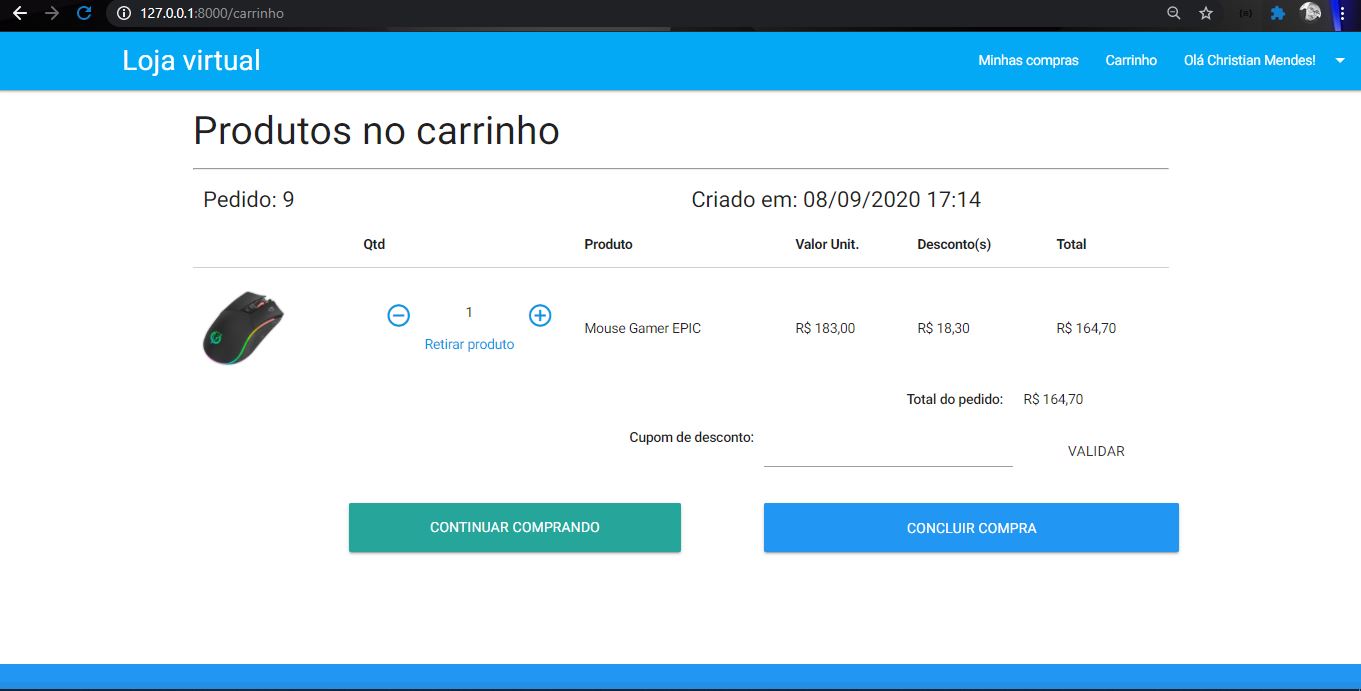 127.0.0.1:8000/carrinho
Loja virtual
Minhas compras Carrinho Olá Christian Mendes!
Produtos no carrinho
Pedido: 9 Criado em: 08/09/2020 17:14
Qtd Produto Valor Unit. Desconto(s) Total
1
Mouse Gamer EPIC R$ 183,00 R$ 18,30 R$ 164,70
Retirar produto
Total do pedido: R$ 164,70
Cupom de desconto:
VALIDAR
CONTINUAR COMPRANDO CONCLUIR COMPRA